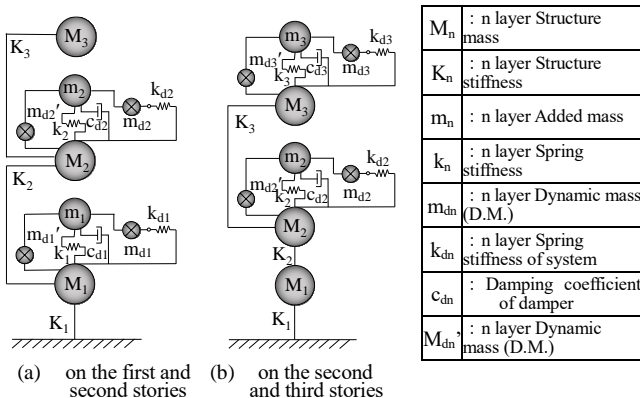 K3
M3
m2
kd2
md2'
k2
cd2
md2
M2
K2
m1
kd1
md1'
k1
cd1
md1
M1
K1
(a) on the first and
second stories
m3
kd3
md3'
k3
cd3
md3
M3
K3
m2
kd2
md2'
k2
cd2
md2
M2
K2
M1
K1
(b) on the second
and third stories
Mn : n layer Structure
mass
Kn : n layer Structure
stiffness
mn : n layer Added mass
kn : n layer Spring
stiffness
mdn : n layer Dynamic mass
(D.M.)
kdn : n layer Spring
stiffness of system
cdn : Damping coefficient
of damper
Mdn' : n layer Dynamic
mass (D.M.)